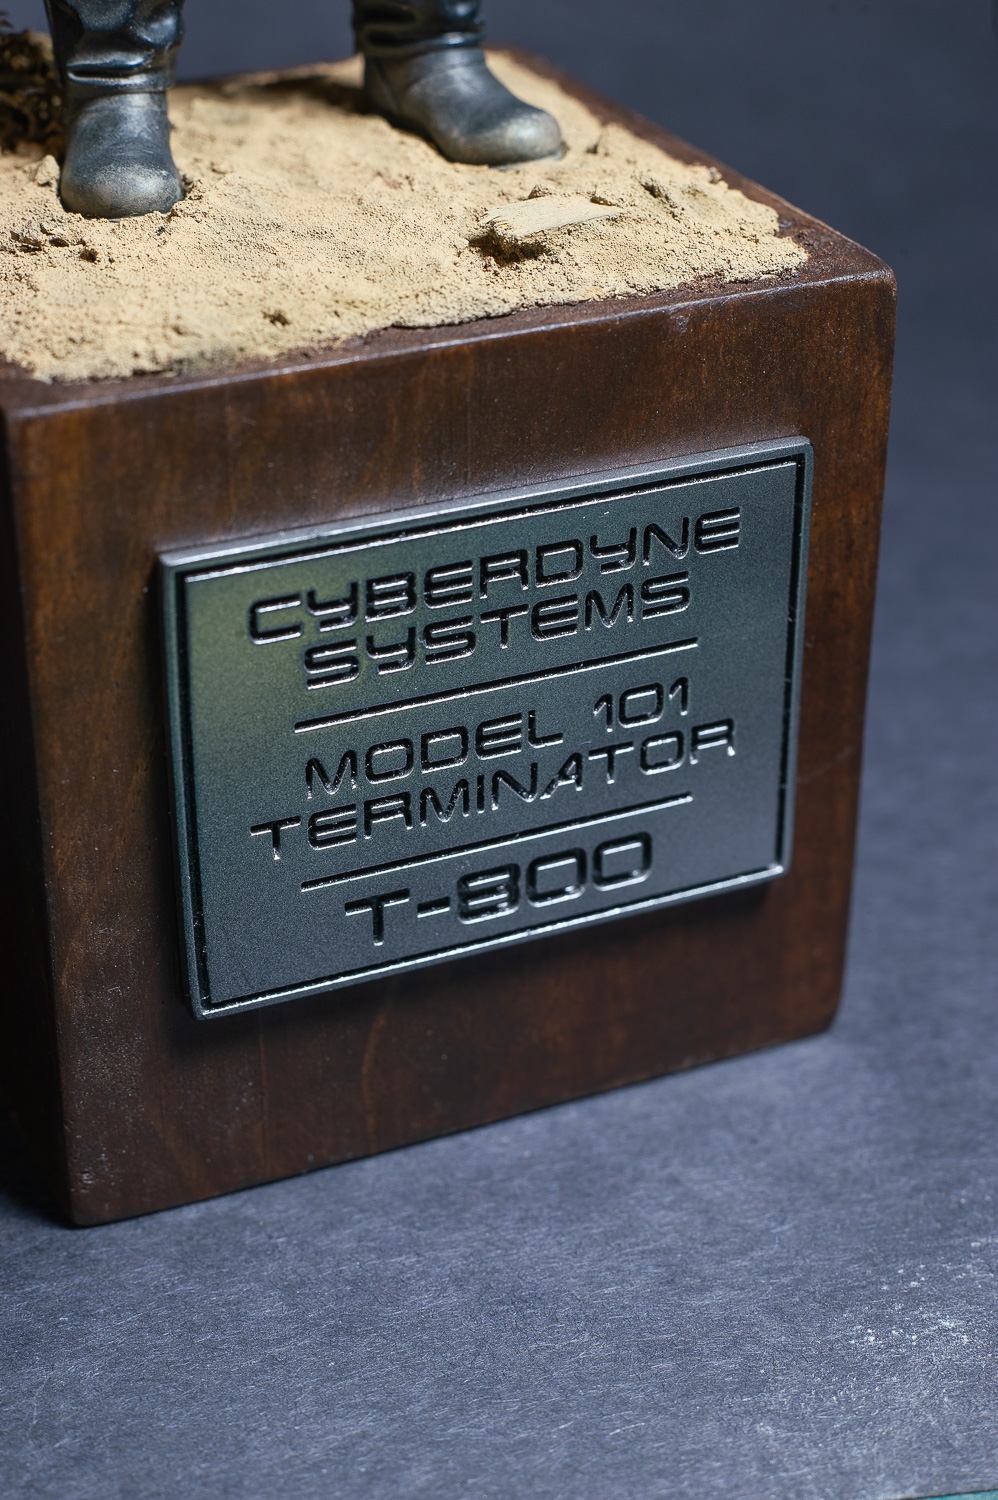 CYBERDYNE
SYSTEMS
MODEL 101
TERMINATOR
T-800